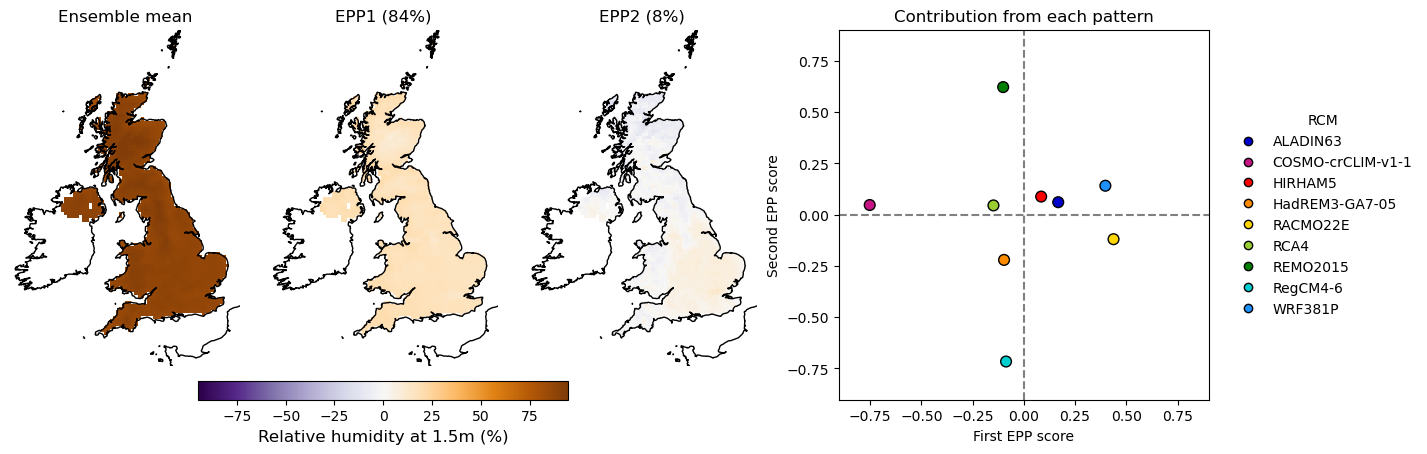 Ensemble mean
EPP1 (84%)
EPP2 (8%)
−75 −50 −25 0 25 50 75
Relative humidity at 1.5m (%)
Contribution from each pattern
Second EPP score
0.75
0.50
0.25
0.00
−0.25
−0.50
−0.75
−0.75 −0.50 −0.25 0.00 0.25 0.50 0.75
First EPP score
RCM
ALADIN63
COSMO-crCLIM-v1-1
HIRHAM5
HadREM3-GA7-05
RACMO22E
RCA4
REMO2015
RegCM4-6
WRF381P